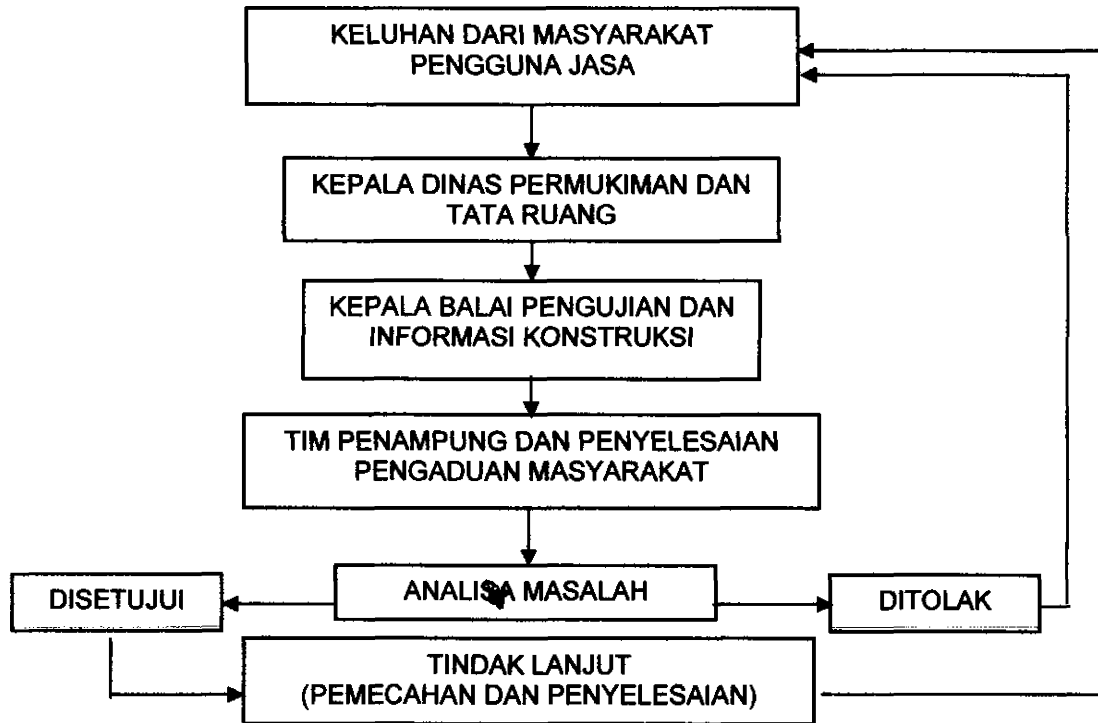 KELUHAN DARI MASYARAKAT
PENGGUNA JASA
KEPALA DINAS PERMUKIMAN DAN
TATA RUANG
KEPALA BALAI PENGUJIAN DAN
INFORMASI KONSTRUKSI
TIM PENAMPUNG DAN PENYELESAIAN
PENGADUAN MASYARAKAT
DISETUJUI
ANALISA MASALAH
DITOLAK
TINDAK LANJUT
(PEMECAHAN DAN PENYELESAIAN)